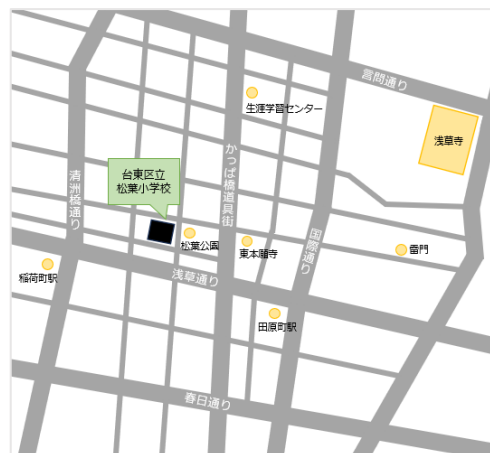 言問通り
生涯学習センター
浅草寺
かっぱ橋道具街
台東区立
松葉小学校
清洲橋通り
国際通り
松葉公園
東本願寺
雷門
稲荷町駅
浅草通り
田原町駅
春日通り